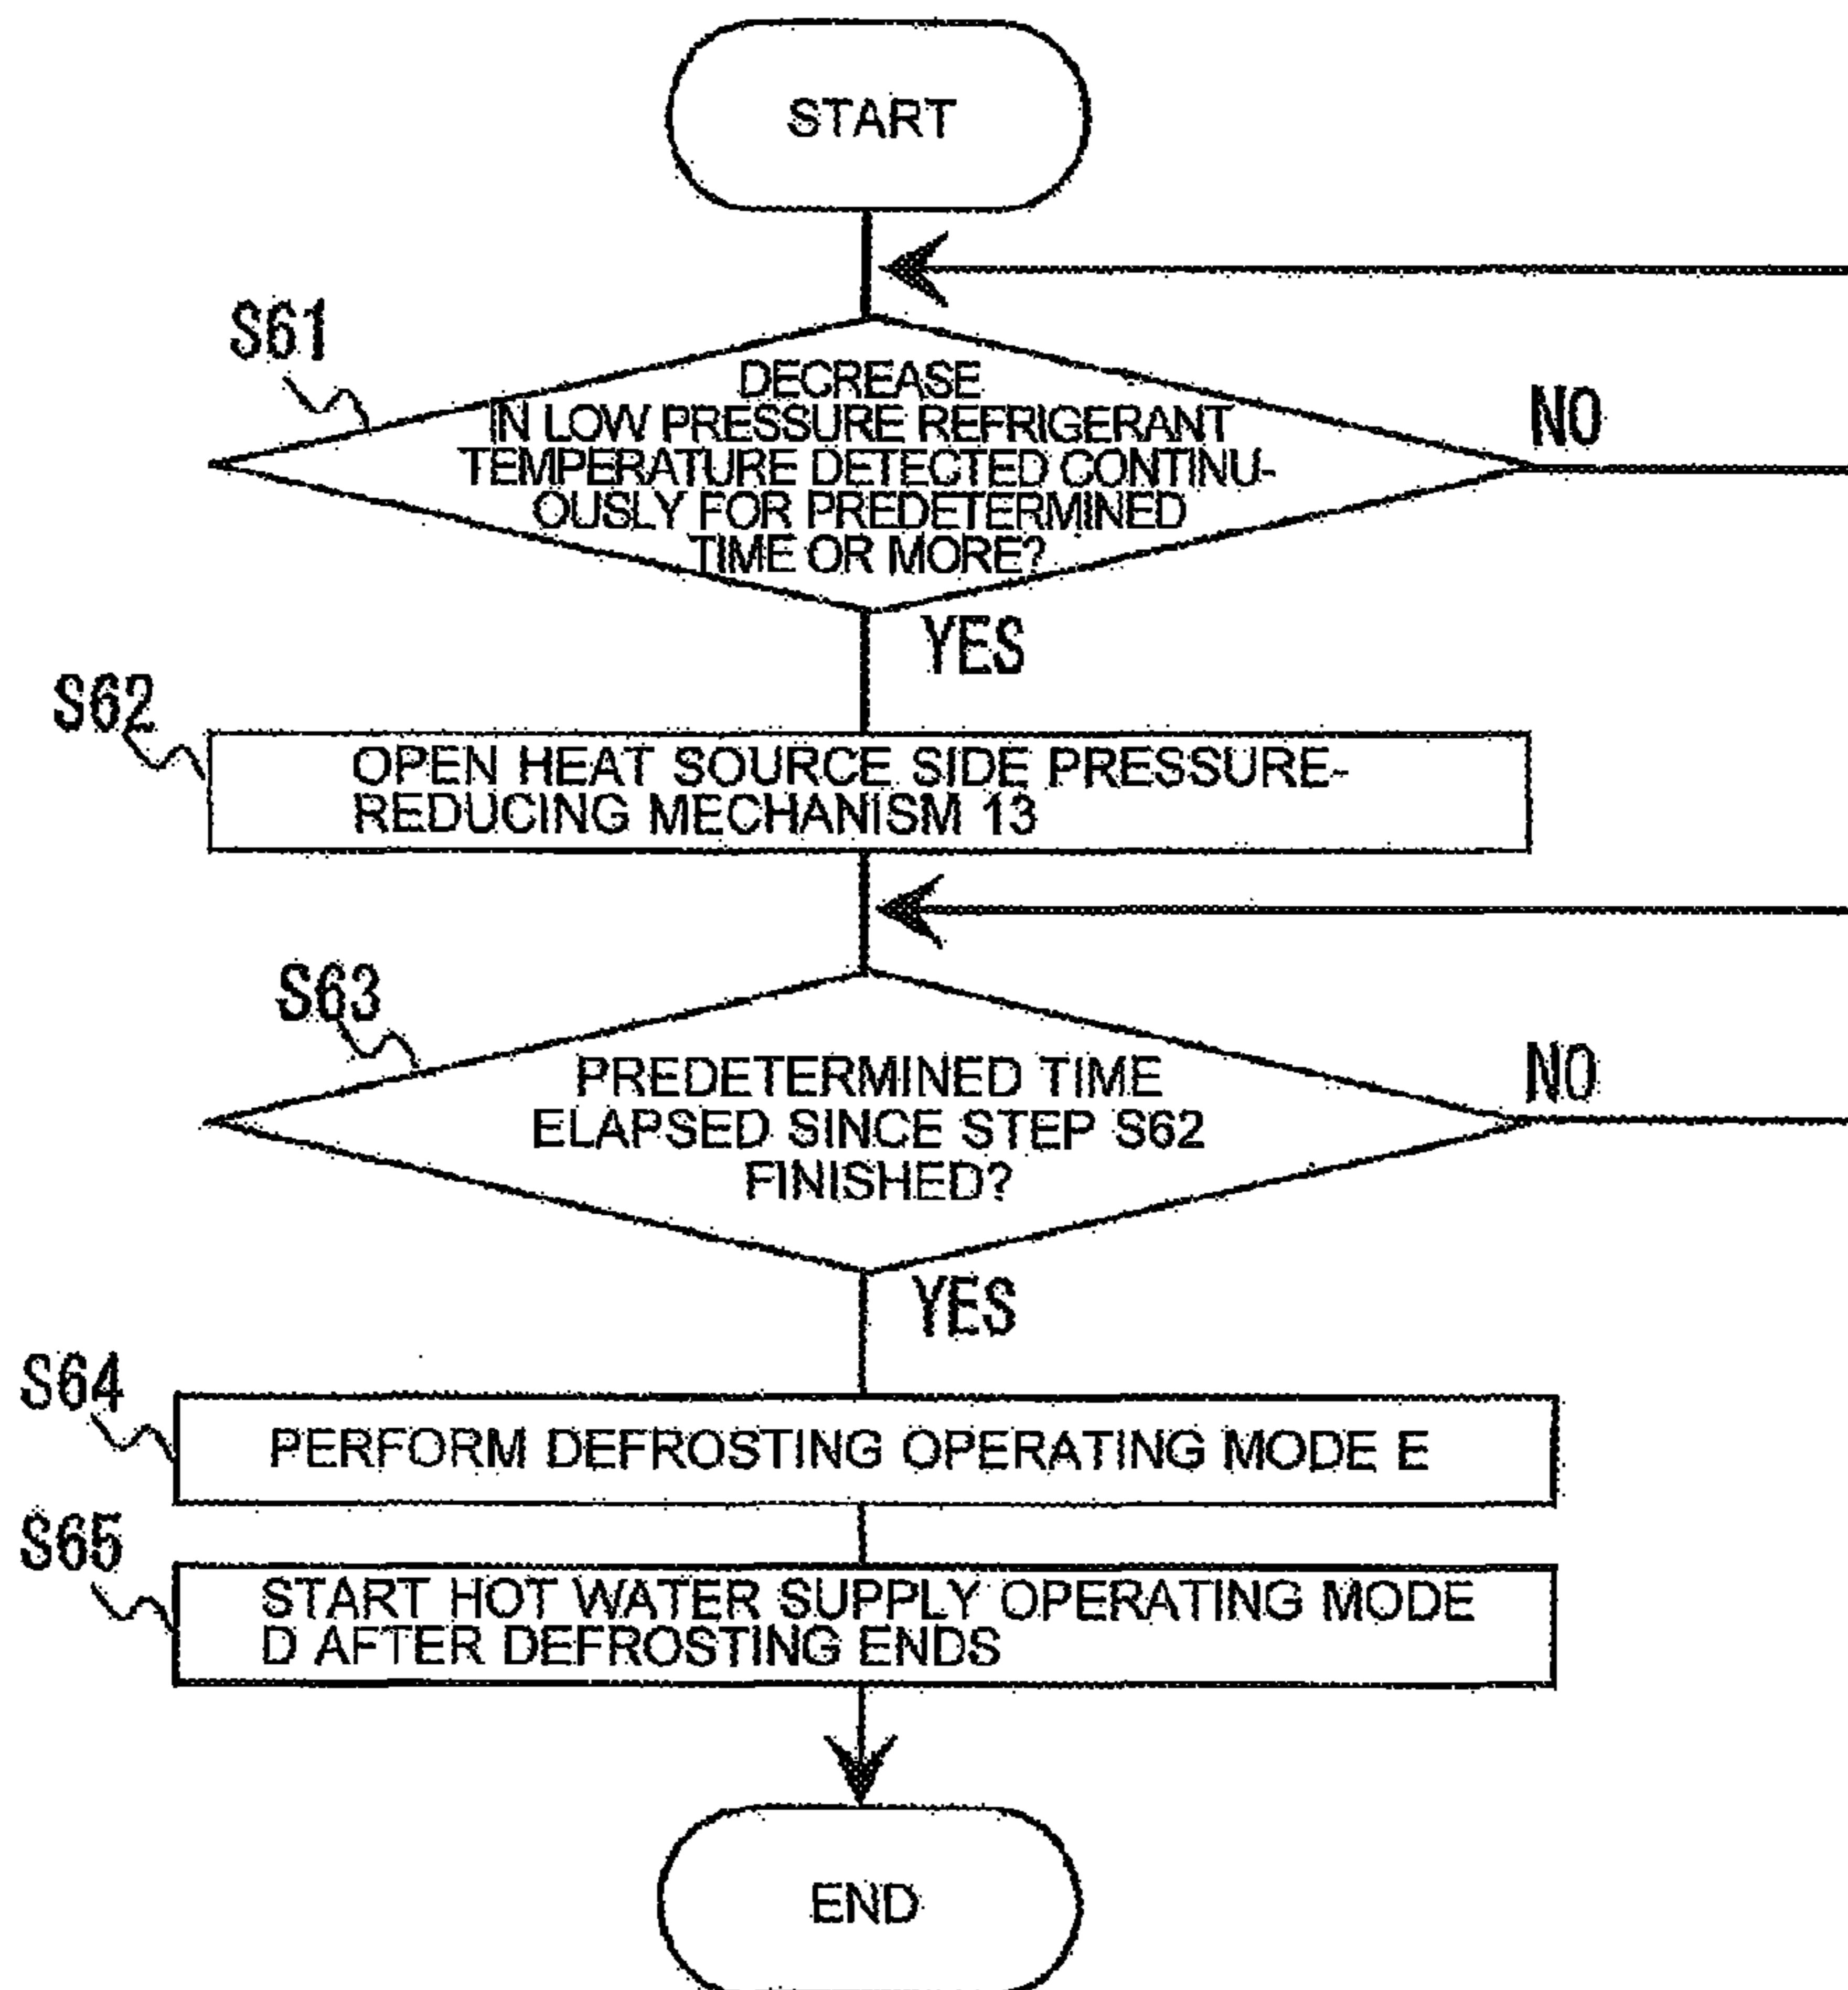 START
S61
DECREASE
IN LOW PRESSURE REFRIGERANT
TEMPERATURE DETECTED CONTINU-
OUSLY FOR PREDETERMINED
TIME OR MORE?
NO
YES
S62
OPEN HEAT SOURCE SIDE PRESSURE-
REDUCING MECHANISM 13
S63
PREDETERMINED TIME
ELAPSED SINCE STEP S62
FINISHED?
NO
YES
S64
PERFORM DEFROSTING OPERATING MODE E
S65
START HOT WATER SUPPLY OPERATING MODE
D AFTER DEFROSTING ENDS
END